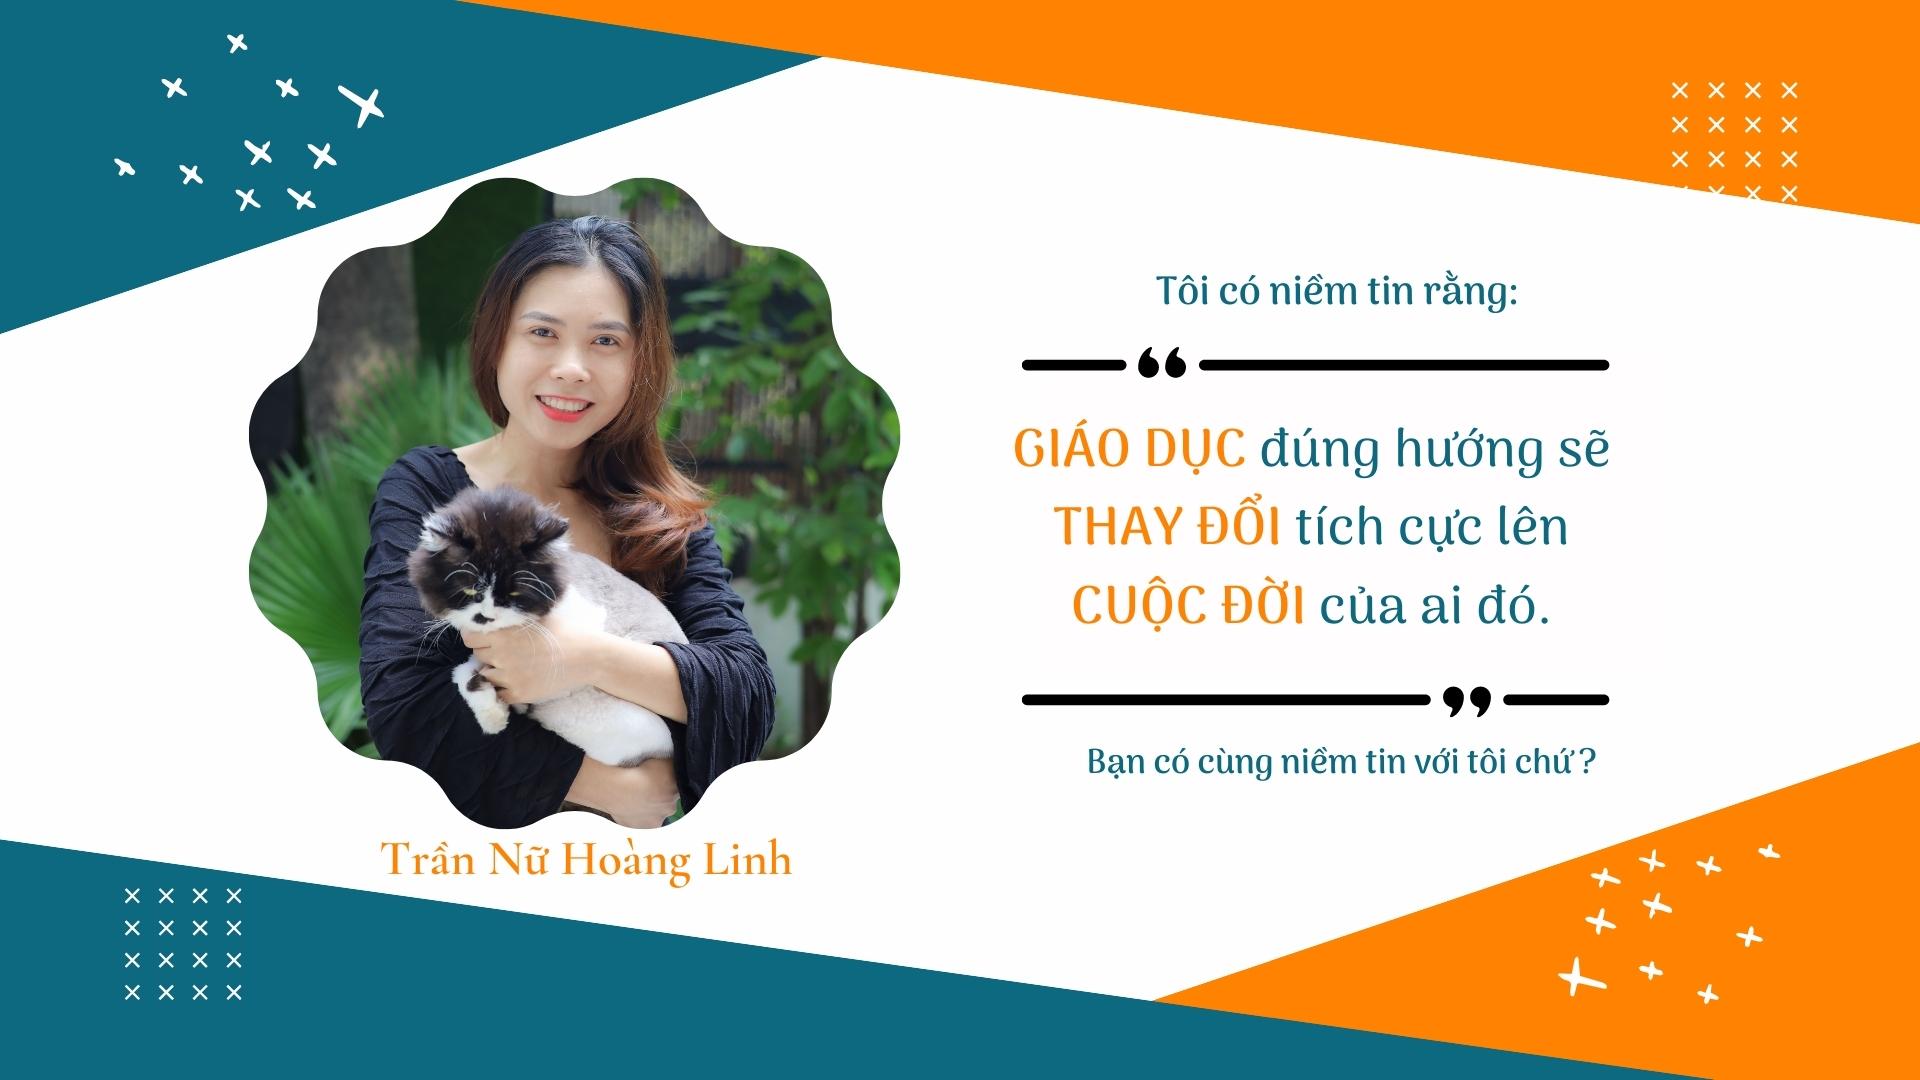 Tôi có niềm tin rằng:
“
GIÁO DỤC đúng hướng sẽ
THAY ĐỔI tích cực lên
CUỘC ĐỜI của ai đó.
”
Bạn có cùng niềm tin với tôi chứ?
Trần Nữ Hoàng Linh